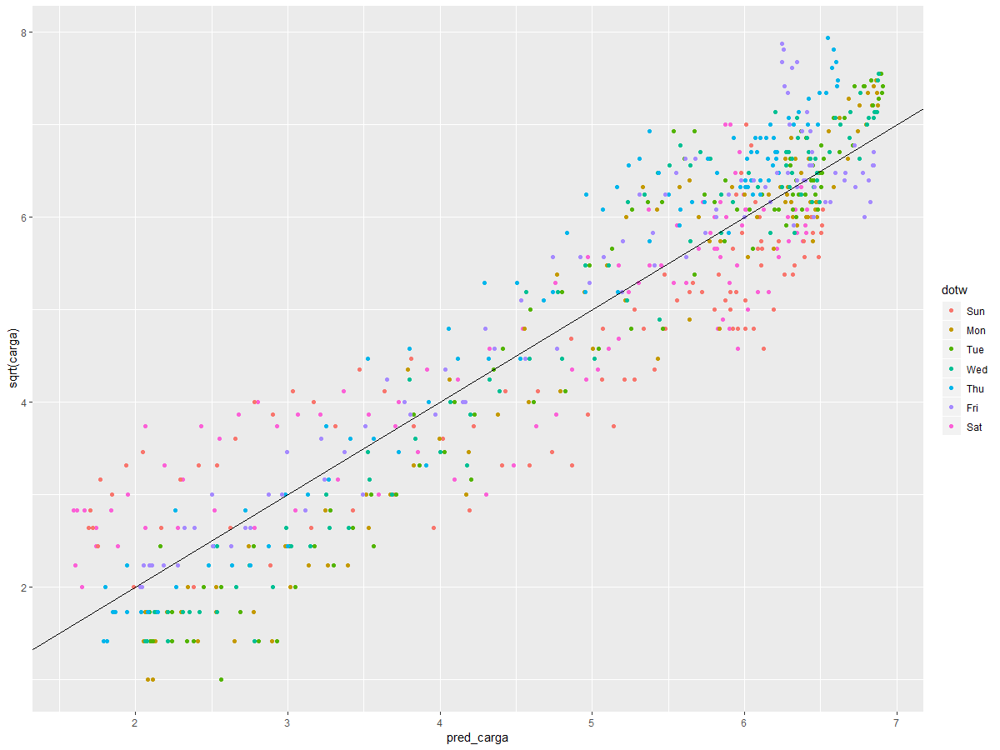 8
6
4
2
sqrt(carga)
2 3 4 5 6 7
pred_carga
dotw
Sun
Mon
Tue
Wed
Thu
Fri
Sat